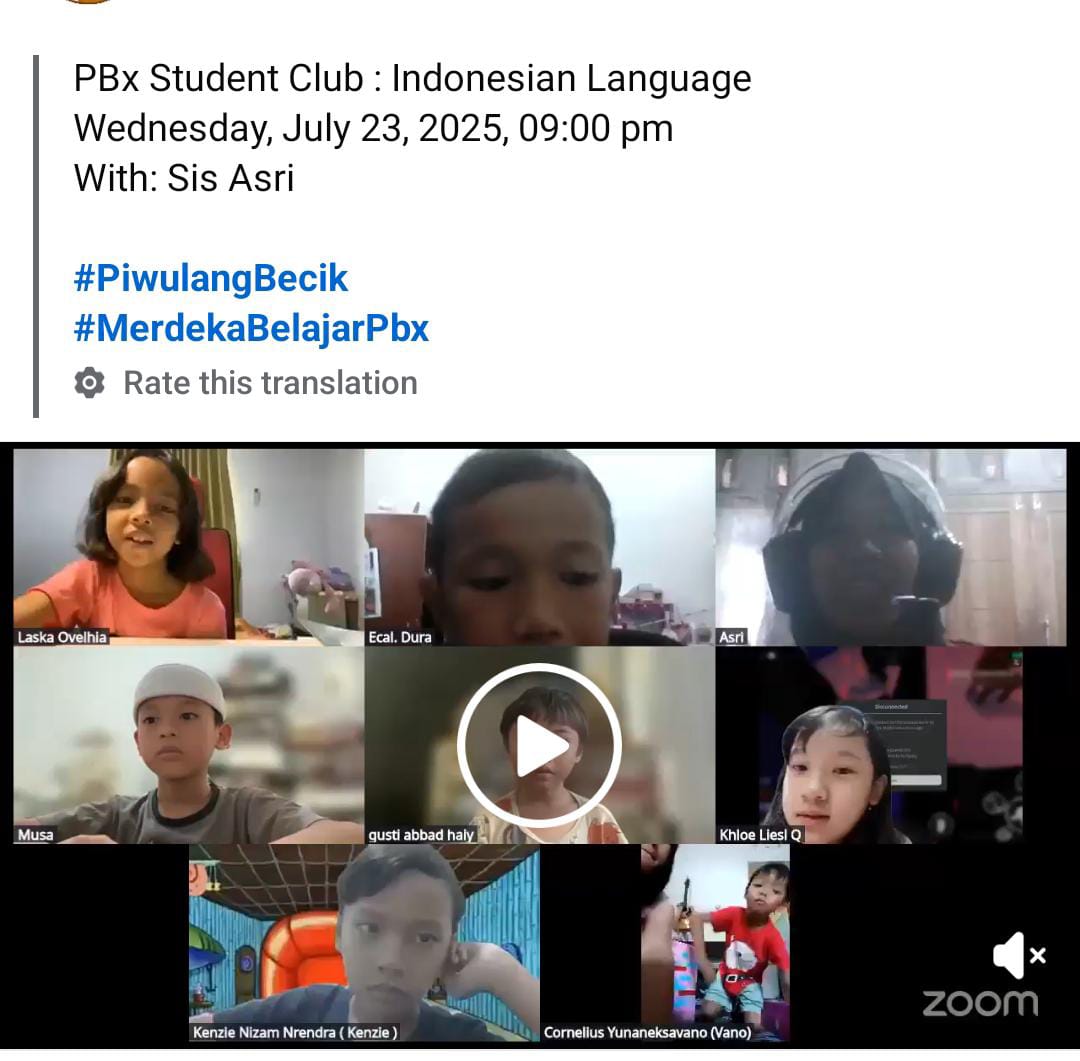 PBx Student Club : Indonesian Language
Wednesday, July 23, 2025, 09:00 pm
With: Sis Asri
#PiwulangBecik
#MerdekaBelajarPbx
Rate this translation
Laska Ovelhia
Ecal. Dura
Asri
Musa
gusti abbad haiy
Khloe Liesl Q
Disconnected
Kenzie Nizam Nrendra ( Kenzie )
Cornelius Yunaneksavano (Vano)
zoom